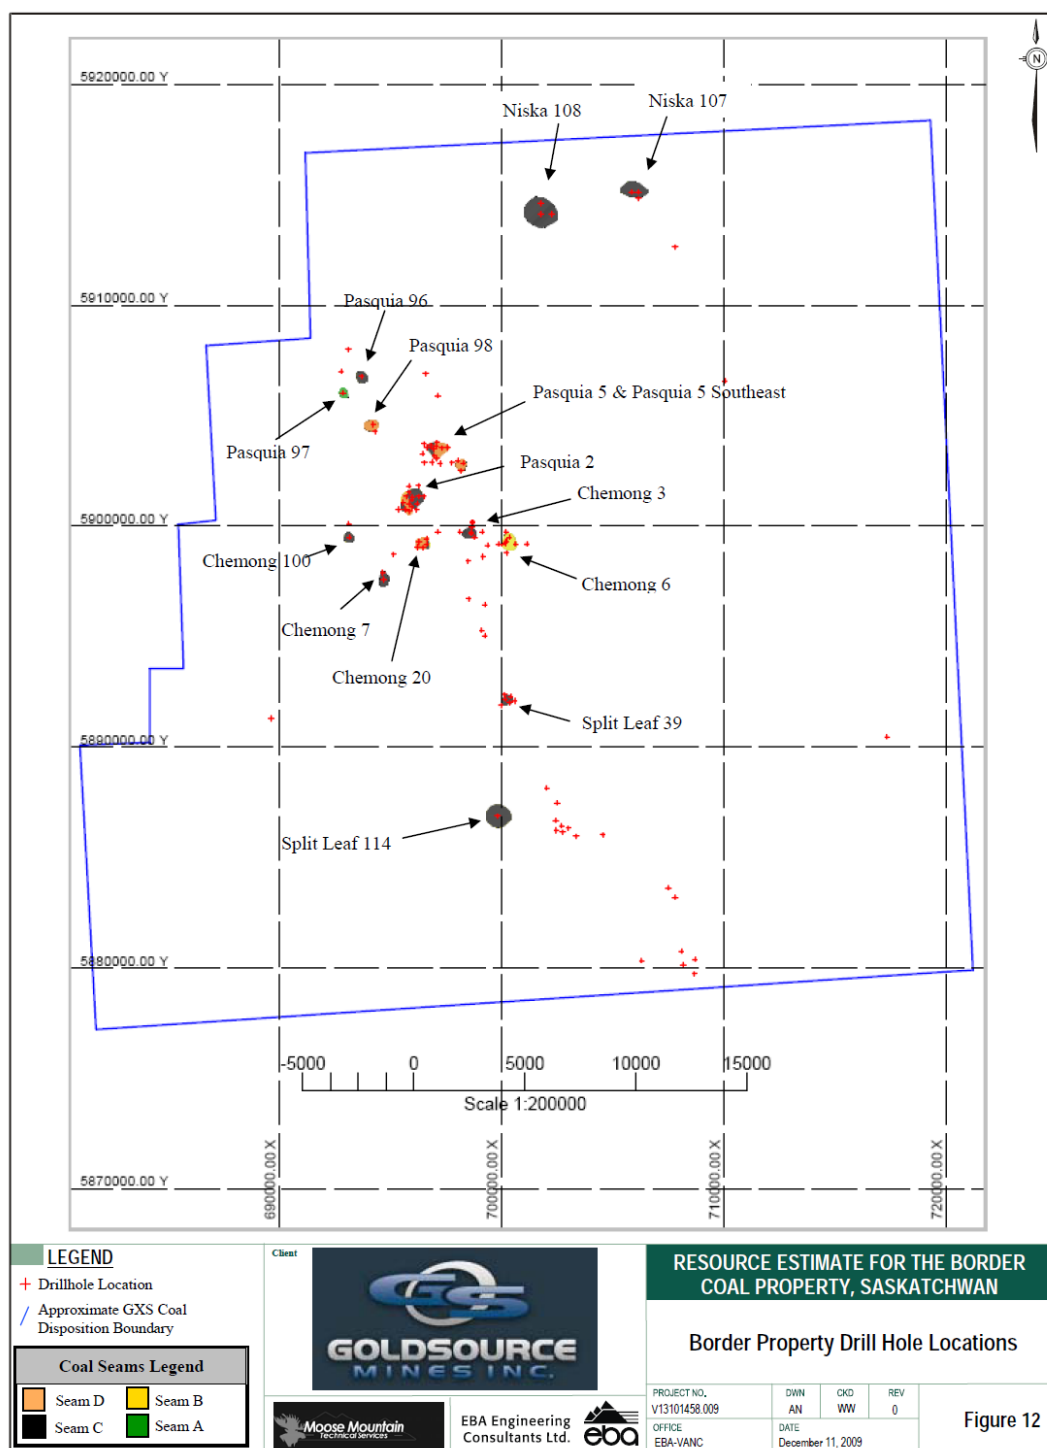 N
5920000.00 Y
Niska 108
Niska 107
5910000.00 Y
Pasquia 96
Pasquia 98
Pasquia 5 & Pasquia 5 Southeast
Pasquia 97
Pasquia 2
Chemong 3
5900000.00 Y
Chemong 100
Chemong 6
Chemong 7
Chemong 20
Split Leaf 39
5890000.00 Y
Split Leaf 114
5880000.00 Y
-5000 0 5000 10000 15000
Scale 1:200000
690000.00 X
700000.00 X
710000.00 X
720000.00 X
5870000.00 Y
LEGEND
Drillhole Location
Approximate GXS Coal
Disposition Boundary
Coal Seams Legend
Seam D
Seam B
Seam C
Seam A
Client
GS
GOLDSOURCE
MINES INC.
Moose Mountain
Technical Services
EBA Engineering
Consultants Ltd.
eba
RESOURCE ESTIMATE FOR THE BORDER
COAL PROPERTY, SASKATCHWAN
Border Property Drill Hole Locations
PROJECT NO.
V13101458.009
DWN
AN
CKD
WW
REV
0
OFFICE
EBA-VANC
DATE
December 11, 2009
Figure 12